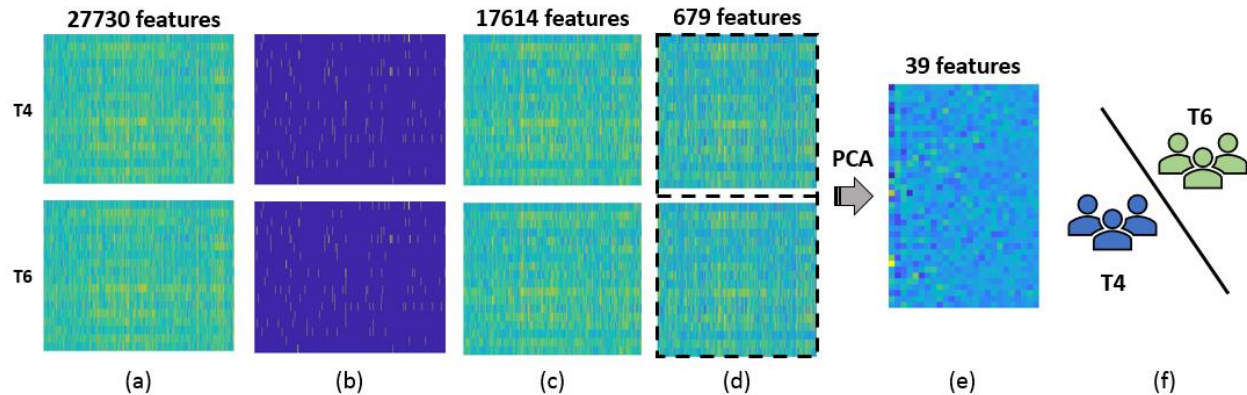 27730 features
17614 features
679 features
39 features
T4
T6
PCA
T6
T4
(a)
(b)
(c)
(d)
(e)
(f)